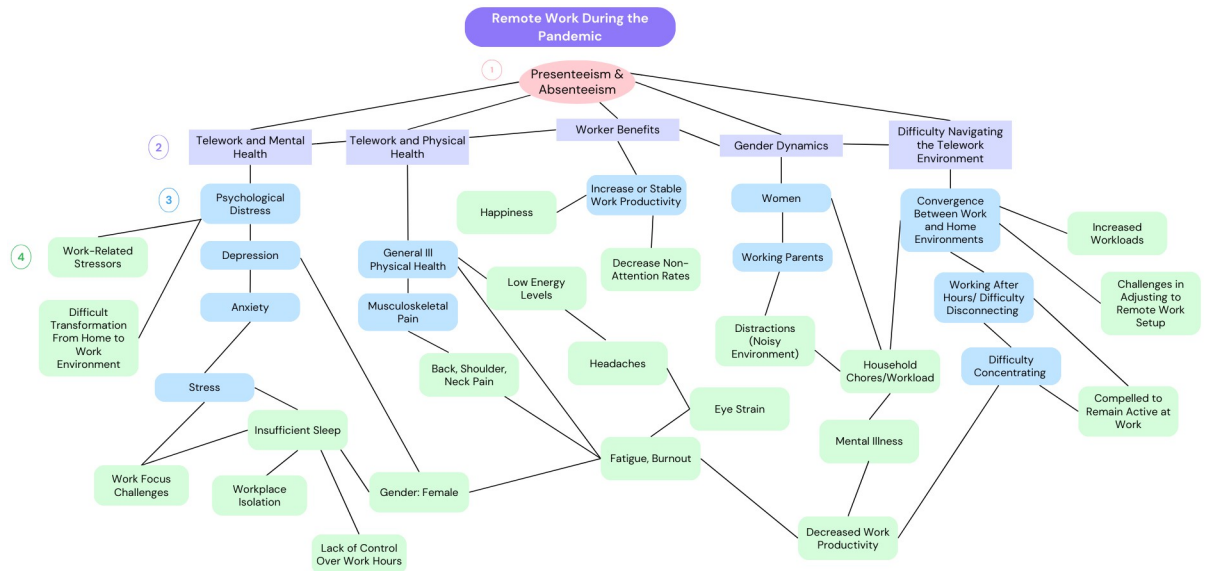 Remote Work During the
Pandemic
1
Presenteeism &
Absenteeism
2
Telework and Mental
Health
Telework and Physical
Health
Worker Benefits
Gender Dynamics
Difficulty Navigating
the Telework
Environment
3
Psychological
Distress
Increase or Stable
Work Productivity
Women
Convergence
Between Work
and Home
Environments
Happiness
Increased
Workloads
4
Work-Related
Stressors
Depression
General Ill
Physical Health
Low Energy
Levels
Decrease Non-
Attention Rates
Working Parents
Working After
Hours/ Difficulty
Disconnecting
Challenges in
Adjusting to
Remote Work
Setup
Difficult
Transformation
From Home to
Work
Environment
Anxiety
Musculoskeletal
Pain
Distractions
(Noisy
Environment)
Stress
Back, Shoulder,
Neck Pain
Headaches
Household
Chores/Workload
Difficulty
Concentrating
Eye Strain
Compelled to
Remain Active at
Work
Insufficient Sleep
Mental Illness
Work Focus
Challenges
Workplace
Isolation
Gender: Female
Fatigue, Burnout
Lack of Control
Over Work Hours
Decreased Work
Productivity